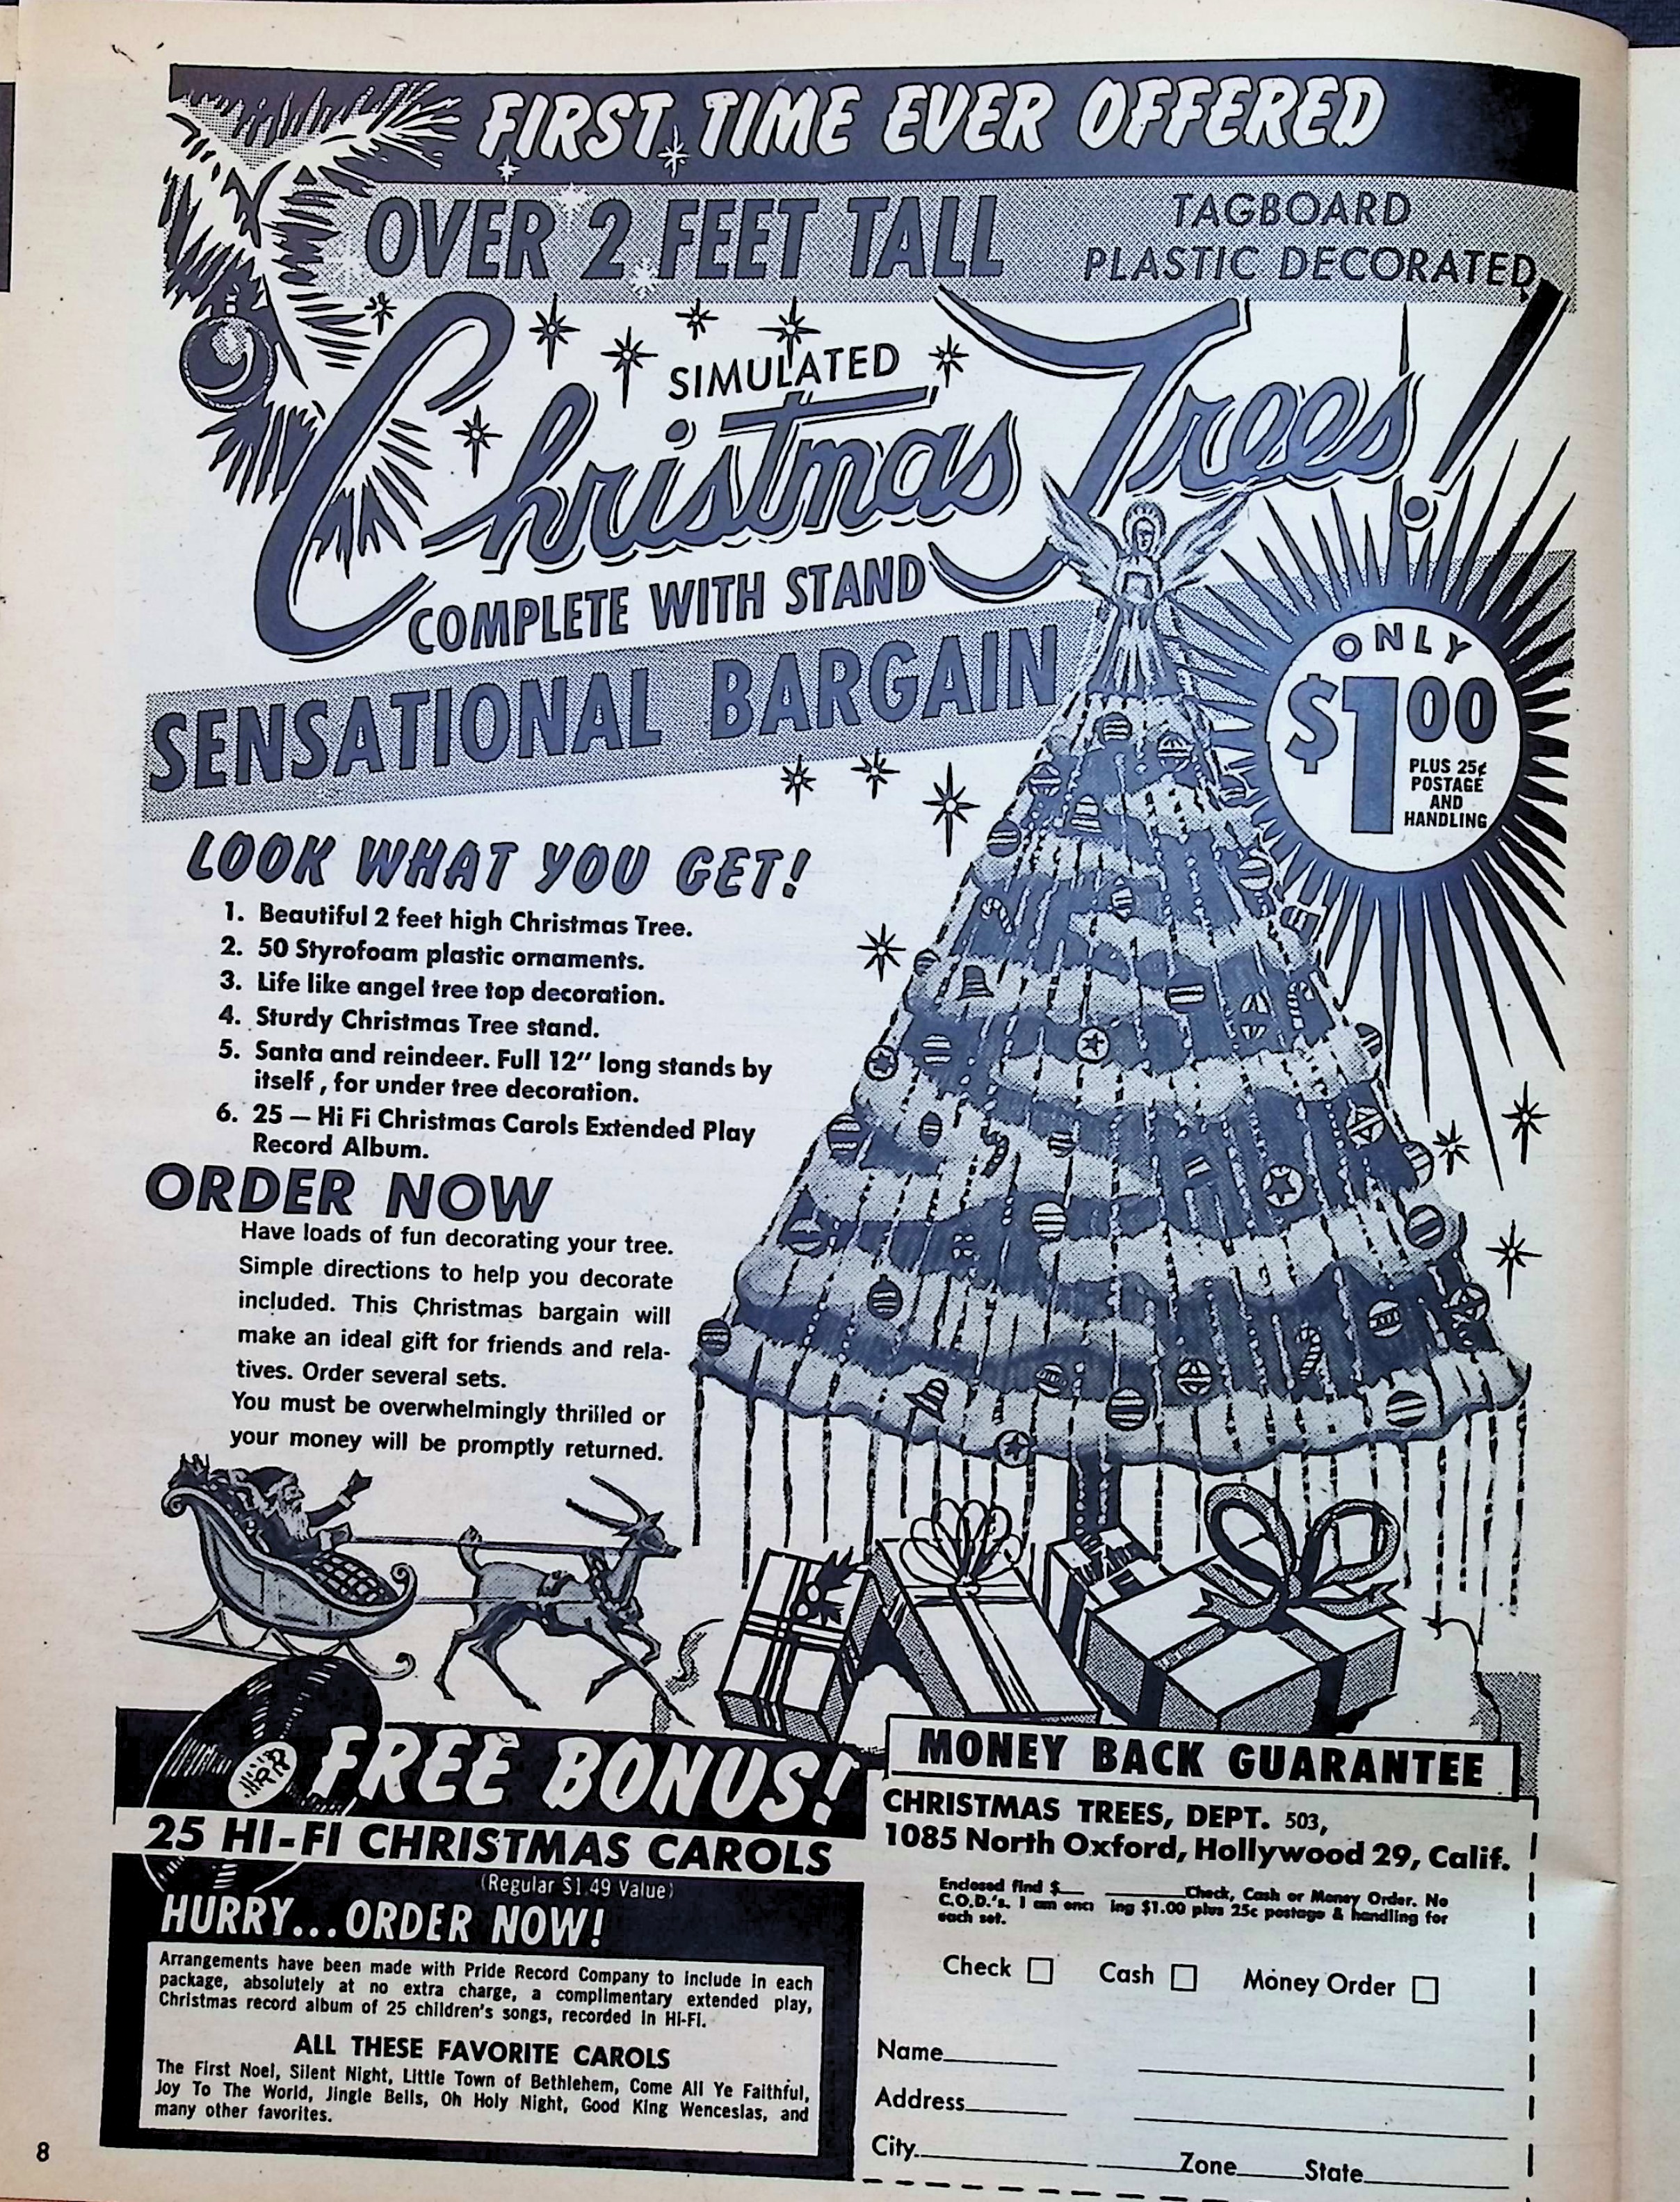 FIRST TIME EVER OFFERED
OVER 2 FEET TALL
TAGBOARD
PLASTIC DECORATED
SIMULATED
Christmas Trees!
COMPLETE WITH STAND
SENSATIONAL BARGAIN
ONLY
$1.00
PLUS 25¢
POSTAGE
AND
HANDLING
LOOK WHAT YOU GET!
1. Beautiful 2 feet high Christmas Tree.
2. 50 Styrofoam plastic ornaments.
3. Life like angel tree top decoration.
4. Sturdy Christmas Tree stand.
5. Santa and reindeer. Full 12" long stands by
itself, for under tree decoration.
6. 25 — Hi Fi Christmas Carols Extended Play
Record Album.
ORDER NOW
Have loads of fun decorating your tree.
Simple directions to help you decorate
included. This Christmas bargain will
make an ideal gift for friends and rela-
tives. Order several sets.
You must be overwhelmingly thrilled or
your money will be promptly returned.
FREE BONUS!
25 HI-FI CHRISTMAS CAROLS
(Regular $1.49 Value)
HURRY...ORDER NOW!
Arrangements have been made with Pride Record Company to include in each
package, absolutely at no extra charge, a complimentary extended play,
Christmas record album of 25 children's songs, recorded in Hi-Fi.
ALL THESE FAVORITE CAROLS
The First Noel, Silent Night, Little Town of Bethlehem, Come All Ye Faithful,
Joy To The World, Jingle Bells, Oh Holy Night, Good King Wenceslas, and
many other favorites.
MONEY BACK GUARANTEE
CHRISTMAS TREES, DEPT. 503,
1085 North Oxford, Hollywood 29, Calif.
Enclosed find $___ ______Check, Cash or Money Order. No
C.O.D.'s. I am encl ing $1.00 plus 25c postage & handling for
each set.
Check □ Cash □ Money Order □
Name
Address
City Zone State
8